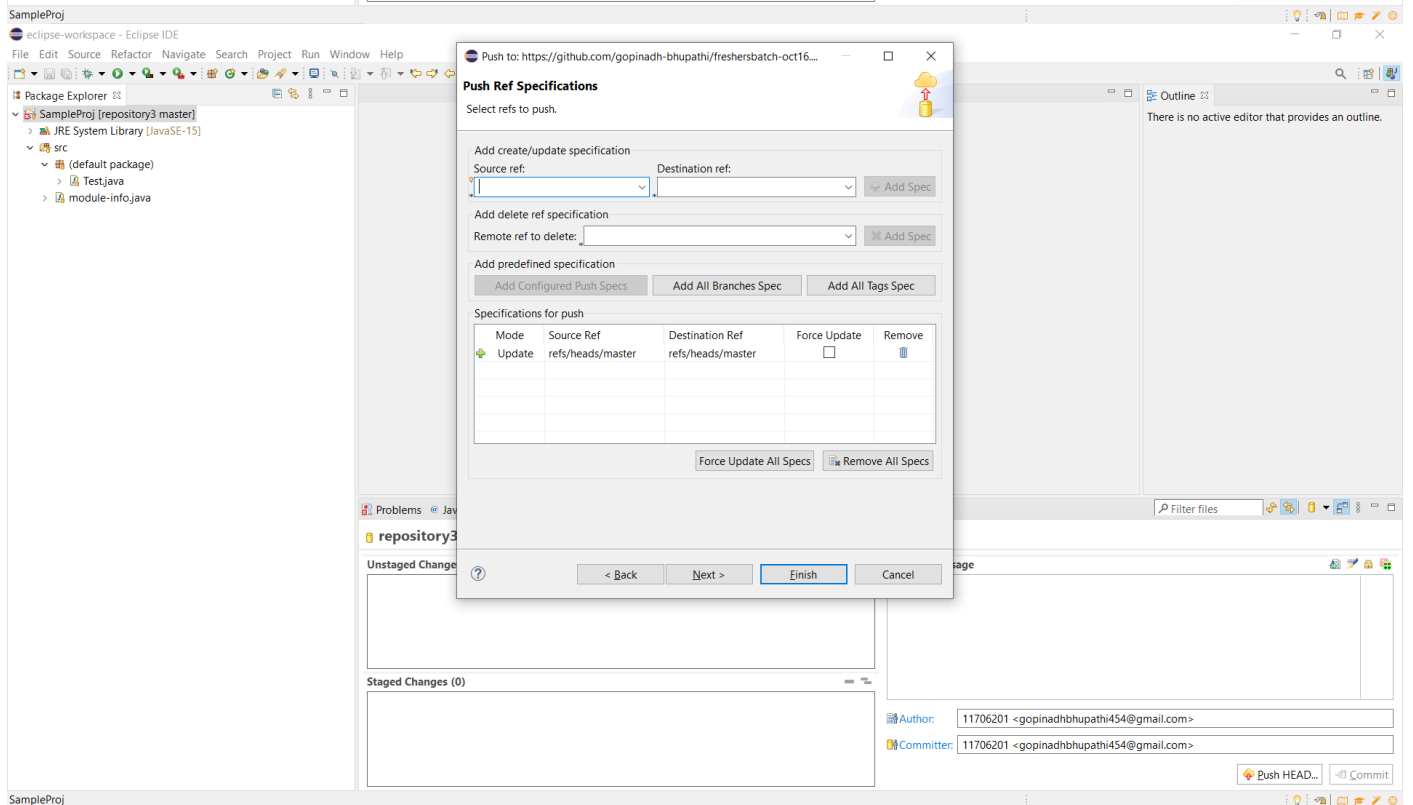 SampleProj
eclipse-workspace - Eclipse IDE
File Edit Source Refactor Navigate Search Project Run Window Help
Package Explorer
SampleProj [repository3 master]
JRE System Library [JavaSE-15]
src
(default package)
Test.java
module-info.java
Push to: https://github.com/gopinadh-bhupathi/freshersbatch-oct16....
Push Ref Specifications
Select refs to push.
Add create/update specification
Source ref: Destination ref:
Add Spec
Add delete ref specification
Remote ref to delete: Add Spec
Add predefined specification
Add Configured Push Specs Add All Branches Spec Add All Tags Spec
Specifications for push
Mode Source Ref Destination Ref Force Update Remove
Update refs/heads/master refs/heads/master
Force Update All Specs Remove All Specs
< Back Next > Finish Cancel
Outline
There is no active editor that provides an outline.
Problems @ Jav
Filter files
repository3
Unstaged Change
sage
Staged Changes (0)
Author: 11706201 <gopinadhbhupathi454@gmail.com>
Committer: 11706201 <gopinadhbhupathi454@gmail.com>
Push HEAD... Commit
SampleProj